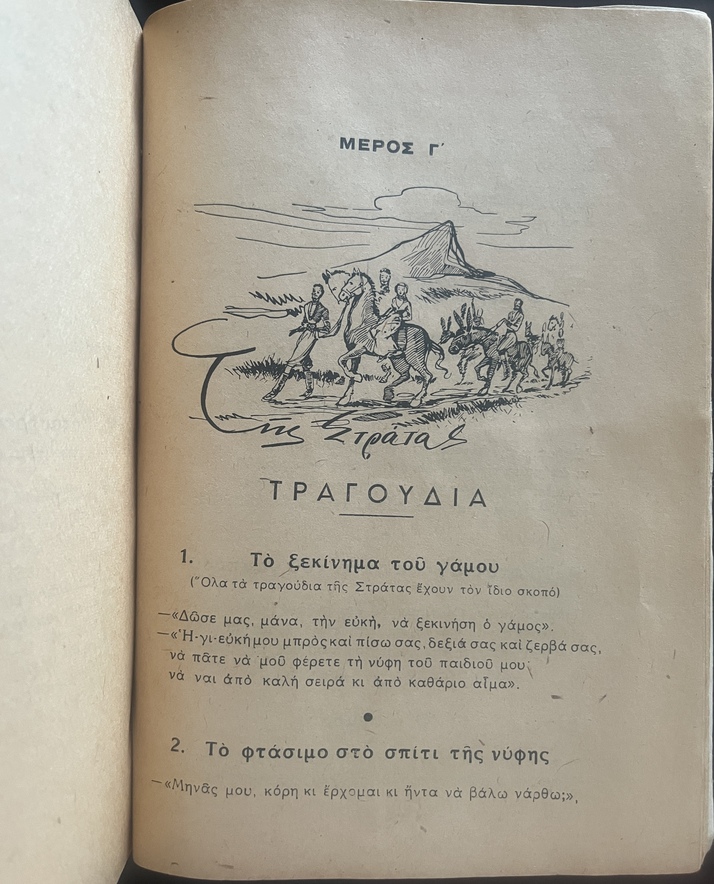 ΜΕΡΟΣ Γ΄
Τῆς Στράτας
ΤΡΑΓΟΥΔΙΑ
1. Τὸ ξεκίνημα τοῦ γάμου
(Ὅλα τὰ τραγούδια τῆς Στράτας ἔχουν τὸν ἴδιο σκοπό)
—«Δῶσε μας, μάνα, τὴν εὐκή, νὰ ξεκινήση ὁ γάμος».
—«Ἡ-γι-εὐκή μου μπρὸς καὶ πίσω σας, δεξιά σας καὶ ζερβά σας,
νὰ πᾶτε νὰ μοῦ φέρετε τὴ νύφη τοῦ παιδιοῦ μου;
νά ναι ἀπὸ καλὴ σειρά κι ἀπὸ καθάριο αἷμα».
●
2. Τὸ φτάσιμο στὸ σπίτι τῆς νύφης
—«Μηνᾶς μου, κόρη κι ἔρχομαι κι ἤντα νὰ βάλω νάρθω;»,